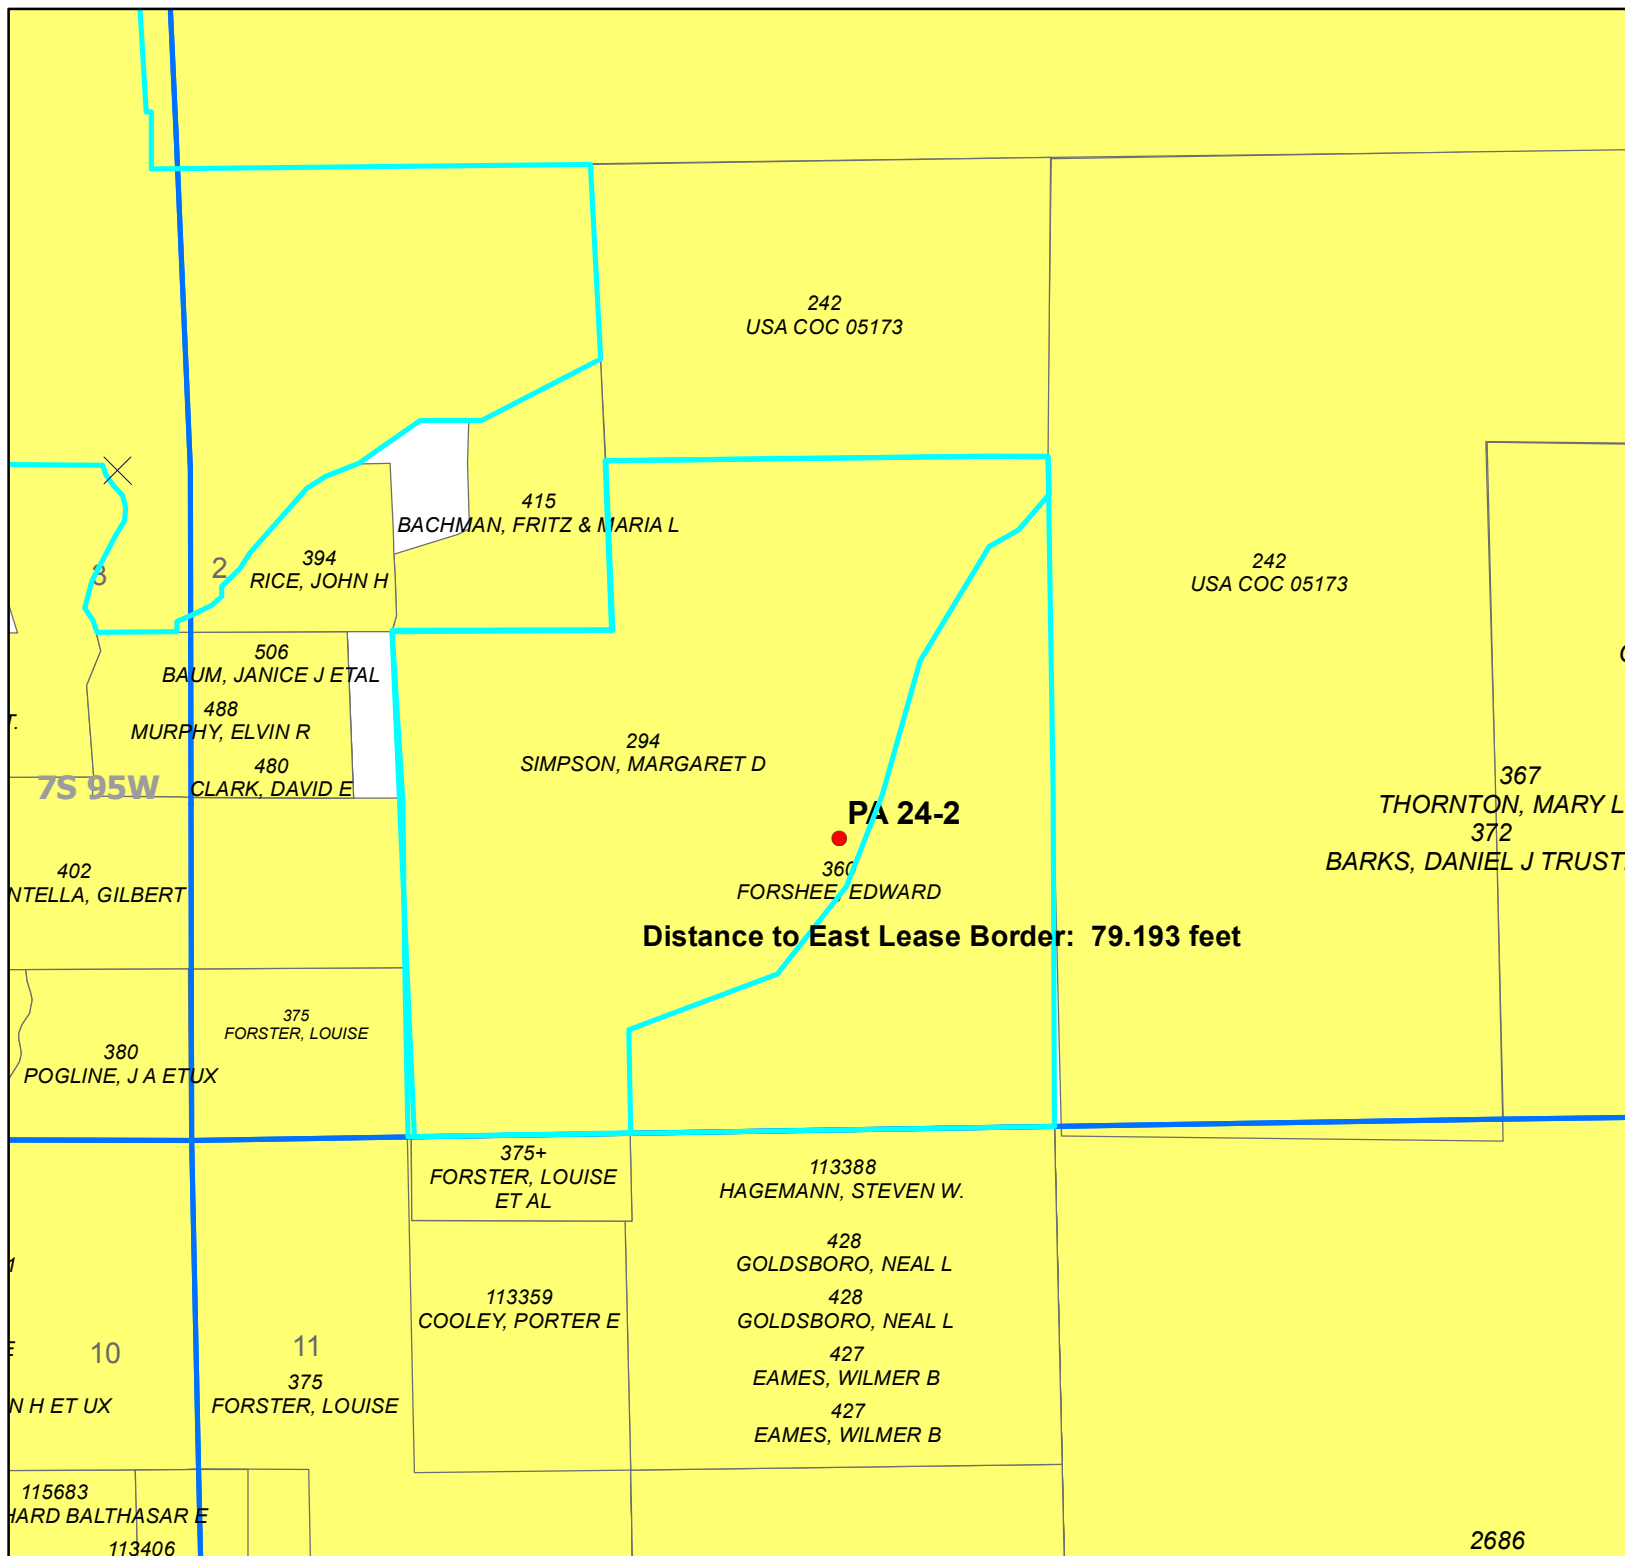 242
USA COC 05173
415
BACHMAN, FRITZ & MARIA L
394
RICE, JOHN H
3
2
242
USA COC 05173
506
BAUM, JANICE J ETAL
488
MURPHY, ELVIN R
480
CLARK, DAVID E
T.
7S 95W
294
SIMPSON, MARGARET D
PA 24-2
360
FORSHEE, EDWARD
Distance to East Lease Border: 79.193 feet
367
THORNTON, MARY L
372
BARKS, DANIEL J TRUST
402
NTELLA, GILBERT
375
FORSTER, LOUISE
380
POGLINE, J A ETUX
375+
FORSTER, LOUISE
ET AL
113388
HAGEMANN, STEVEN W.
428
GOLDSBORO, NEAL L
428
GOLDSBORO, NEAL L
427
EAMES, WILMER B
427
EAMES, WILMER B
113359
COOLEY, PORTER E
10
11
375
FORSTER, LOUISE
N H ET UX
115683
HARD BALTHASAR E
113406
2686